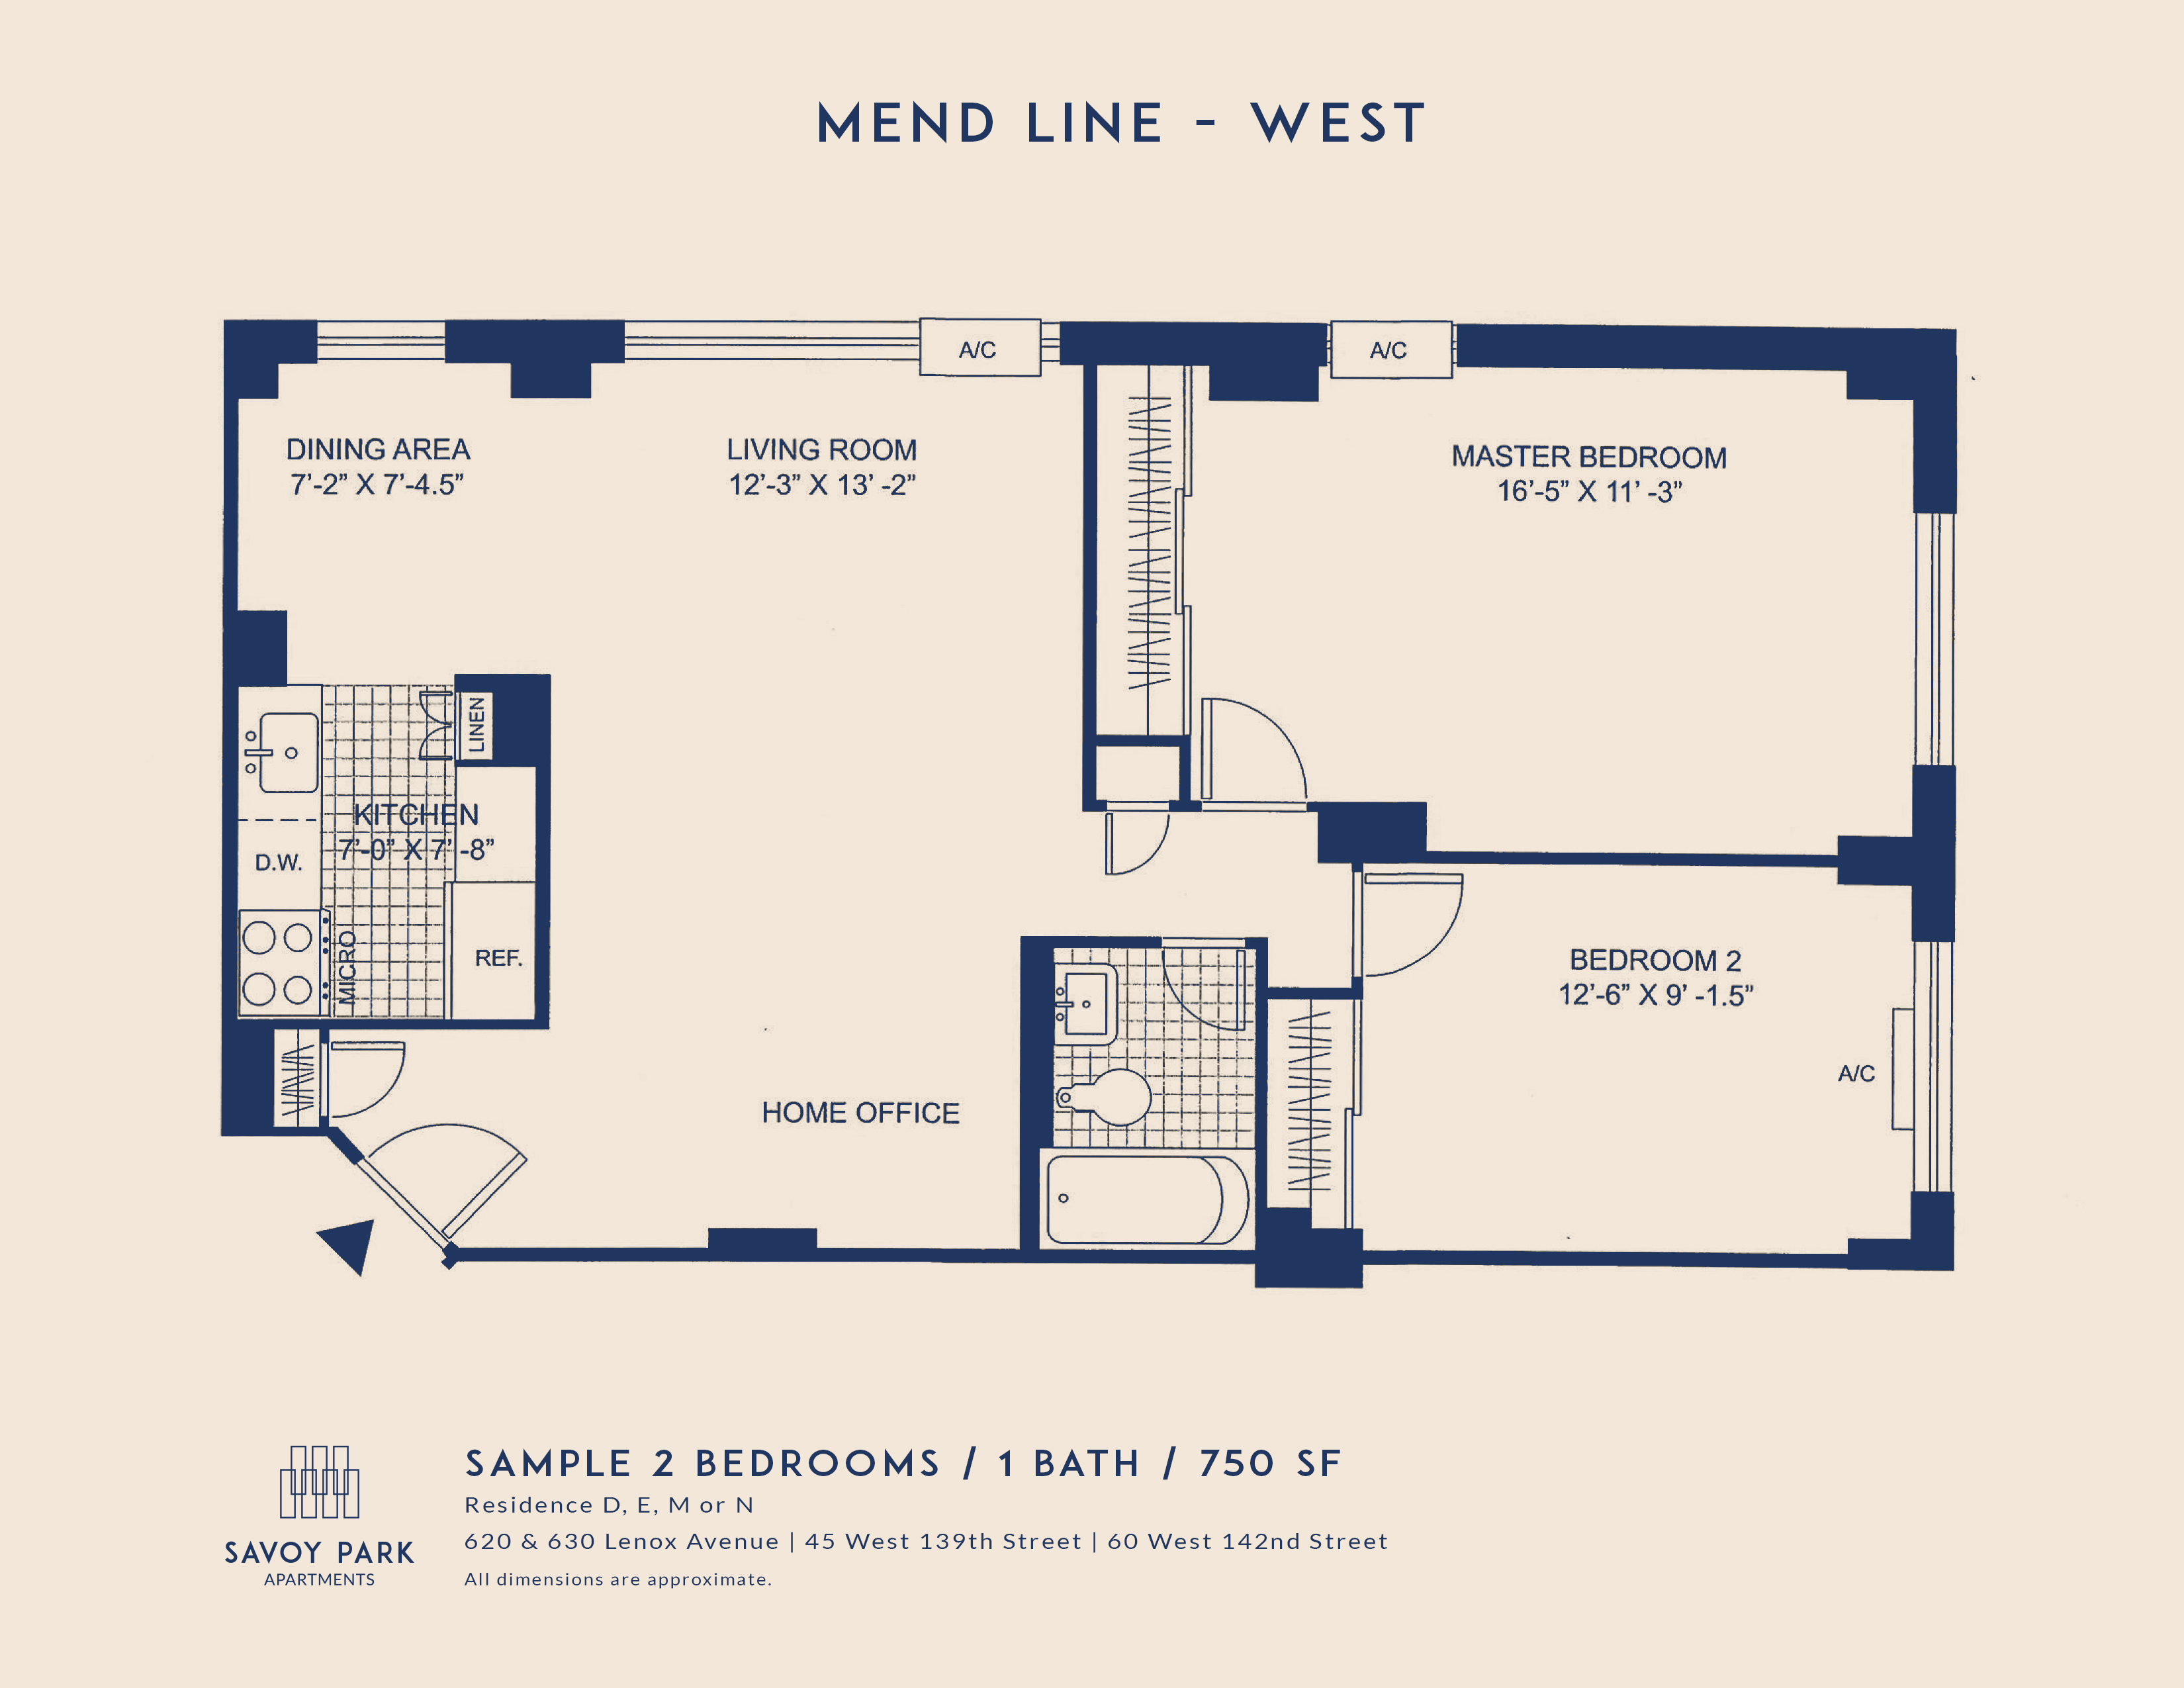 MEND LINE - WEST
A/C
A/C
DINING AREA
7'-2" X 7'-4.5"
LIVING ROOM
12'-3" X 13' -2"
MASTER BEDROOM
16'-5" X 11' -3"
LINEN
KITCHEN
7'-0" X 7' -8"
D.W.
MICRO
REF.
BEDROOM 2
12'-6" X 9' -1.5"
A/C
HOME OFFICE
SAMPLE 2 BEDROOMS / 1 BATH / 750 SF
Residence D, E, M or N
620 & 630 Lenox Avenue | 45 West 139th Street | 60 West 142nd Street
All dimensions are approximate.
SAVOY PARK
APARTMENTS